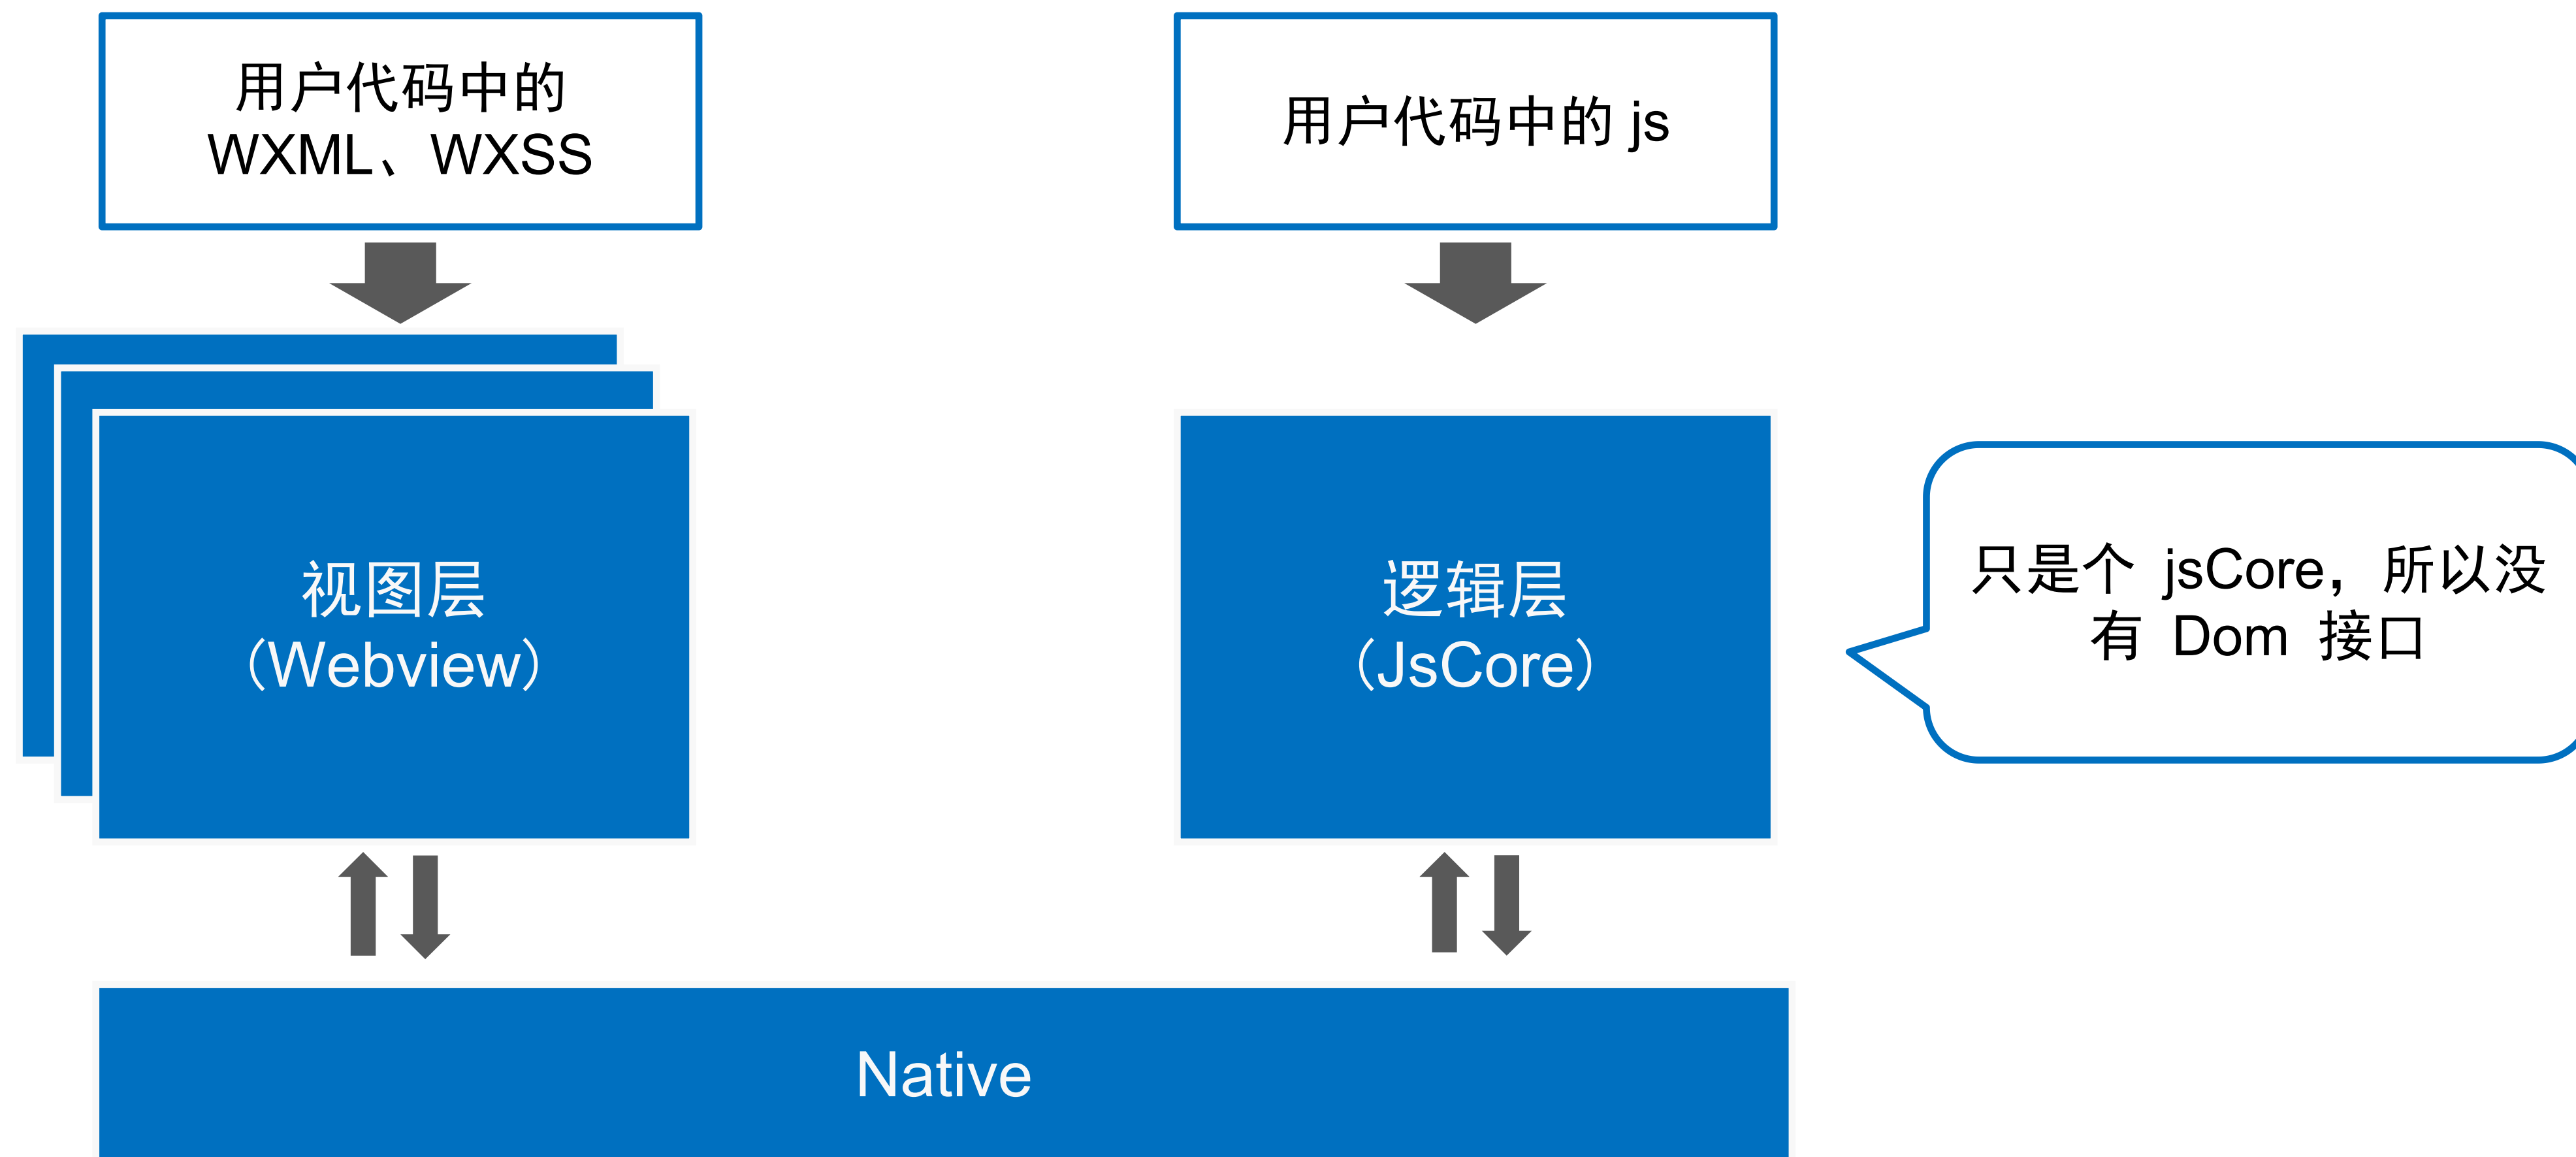 用户代码中的
WXML、WXSS
用户代码中的 js
视图层
（Webview）
逻辑层
（JsCore）
只是个 jsCore，所以没
有 Dom 接口
Native